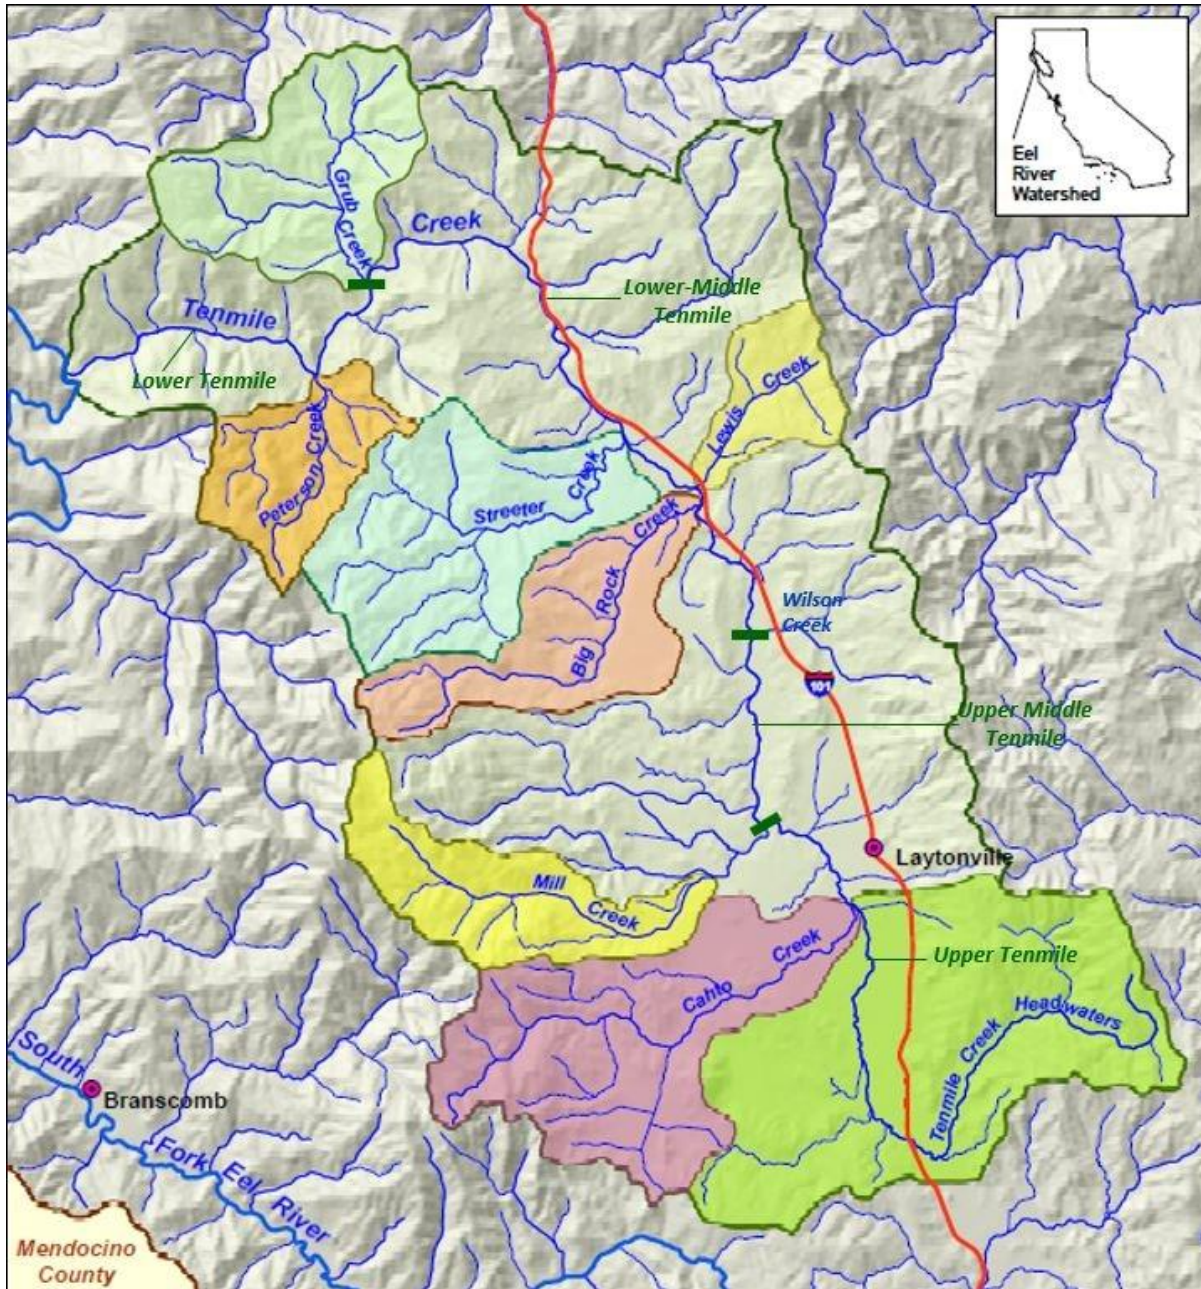 Eel
River
Watershed
Grub
Creek
Creek
Lower-Middle
Tenmile
Tenmile
Lower Tenmile
Lewis
Creek
Peterson Creek
Streeter
Creek
Big
Rock
Creek
Wilson
Creek
101
Upper Middle
Tenmile
Laytonville
Mill
Creek
Cahto
Creek
Upper Tenmile
Tenmile
Creek
Headwaters
South
Fork
Eel
River
Branscomb
Mendocino
County